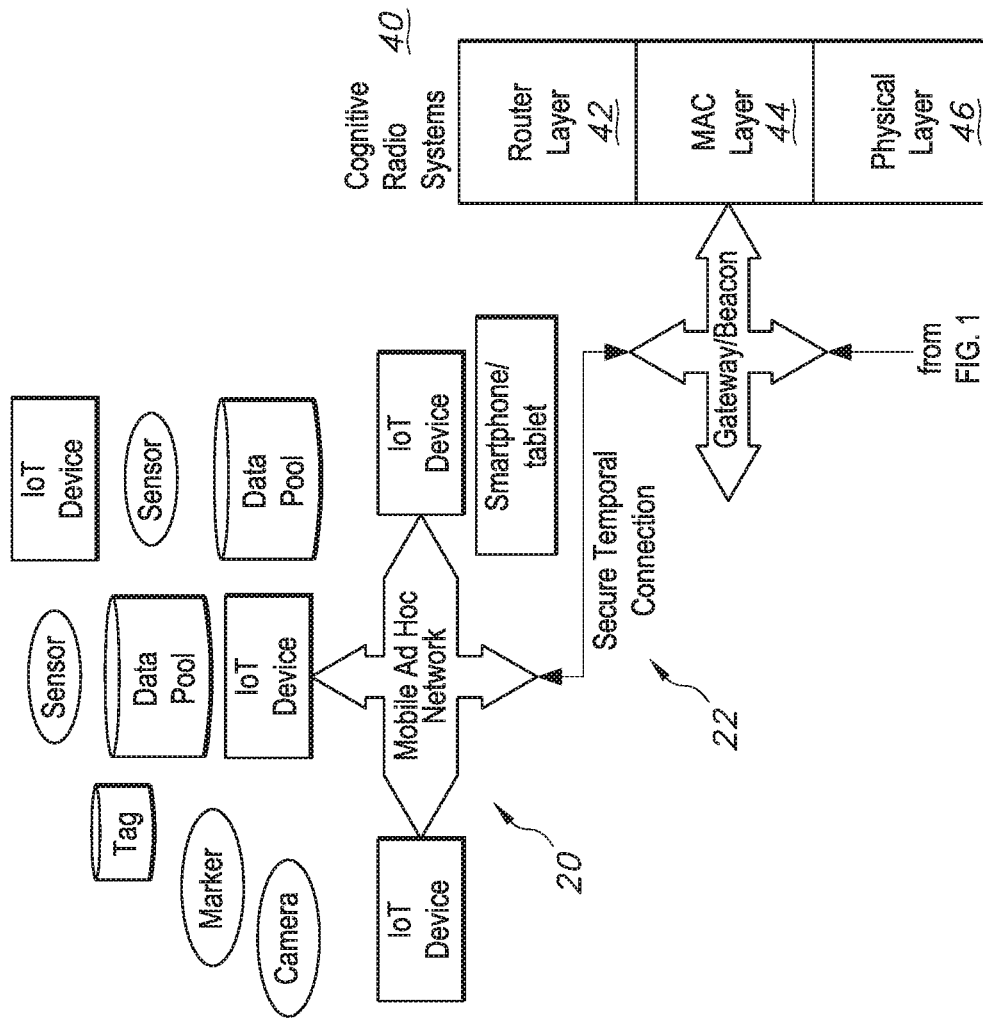 IoT
Device
Sensor
Tag
Sensor
Data
Pool
Marker
Data
Pool
IoT
Device
Camera
IoT
Device
Mobile Ad Hoc
Network
IoT
Device
Smartphone/
tablet
20
Secure Temporal
Connection
22
Gateway/Beacon
from
FIG. 1
Cognitive
Radio
Systems
40
Router
Layer
42
MAC
Layer
44
Physical
Layer
46